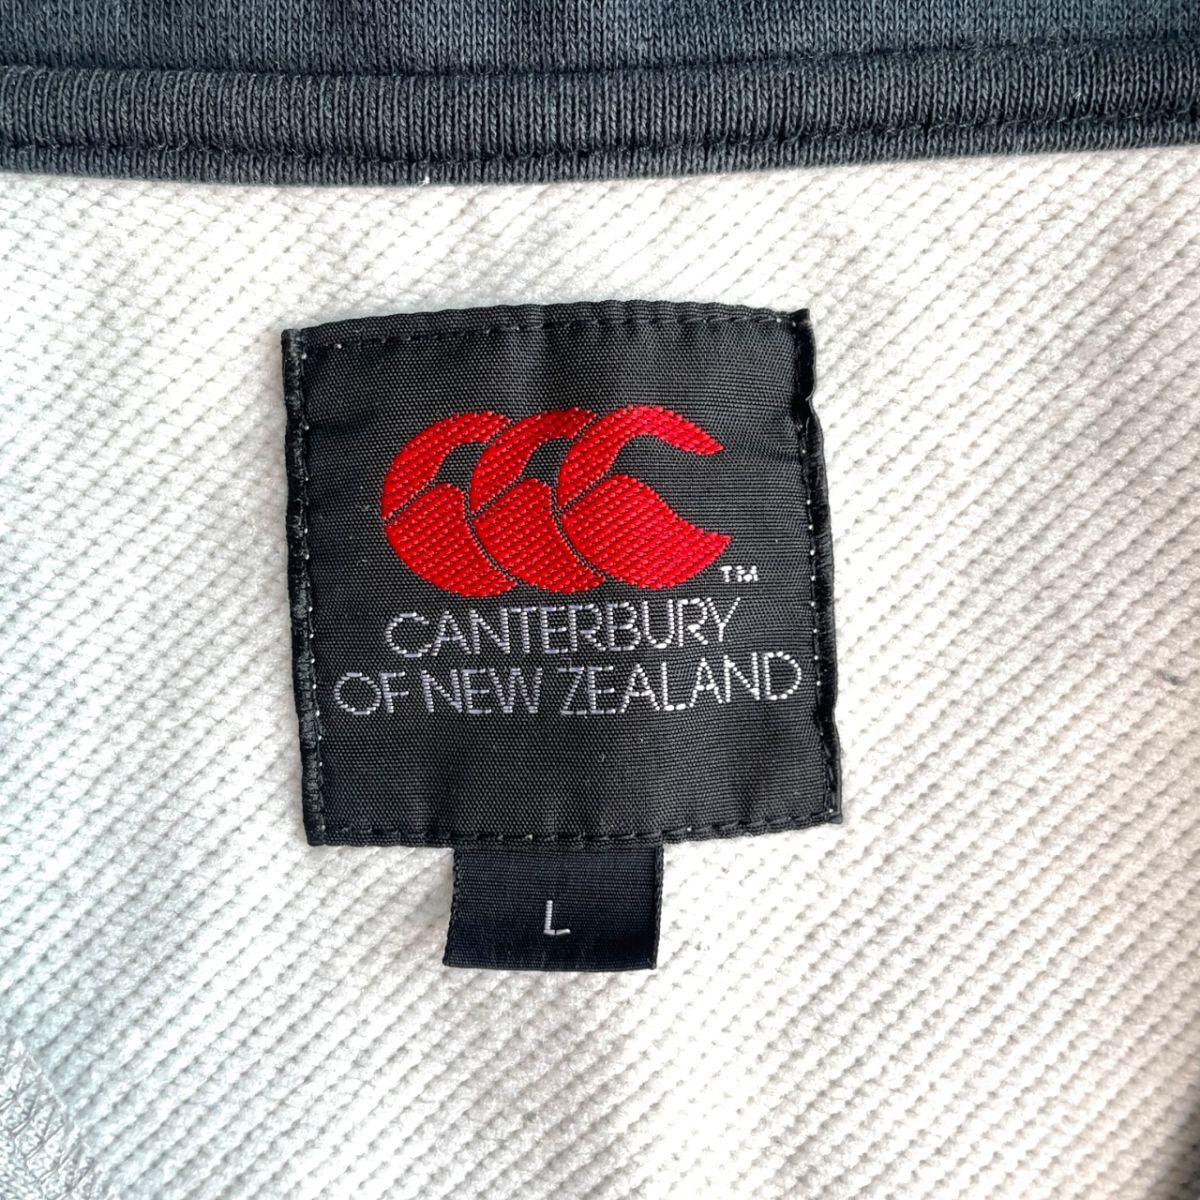 TM
CANTERBURY
OF NEW ZEALAND
L